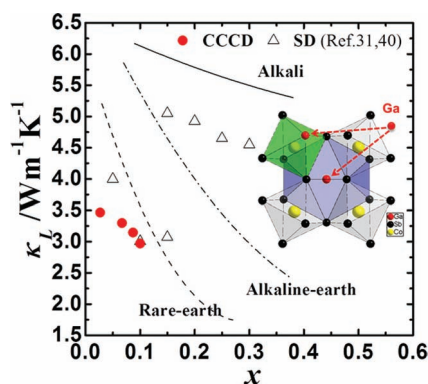 6.5
6.0
5.5
5.0
4.5
4.0
3.5
3.0
2.5
2.0
1.5
0.0 0.1 0.2 0.3 0.4 0.5 0.6
κL /Wm-1K-1
x
CCCD SD (Ref.31,40)
Alkali
Ga
Alkaline-earth
Rare-earth
Ga
Sb
Co